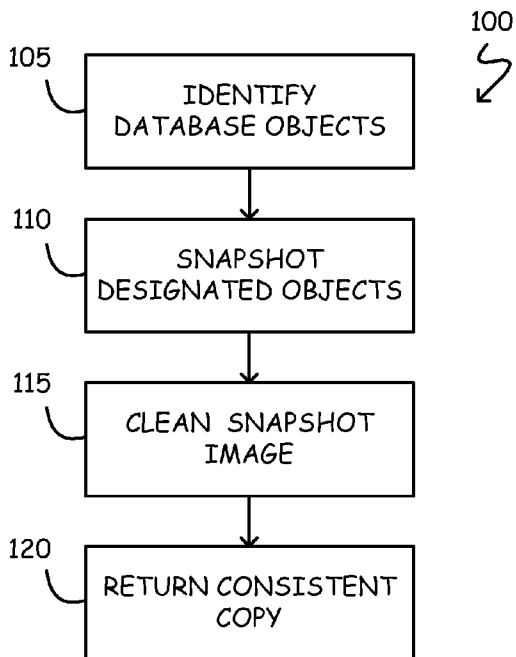 100
105
IDENTIFY
DATABASE OBJECTS
110
SNAPSHOT
DESIGNATED OBJECTS
115
CLEAN SNAPSHOT
IMAGE
120
RETURN CONSISTENT
COPY